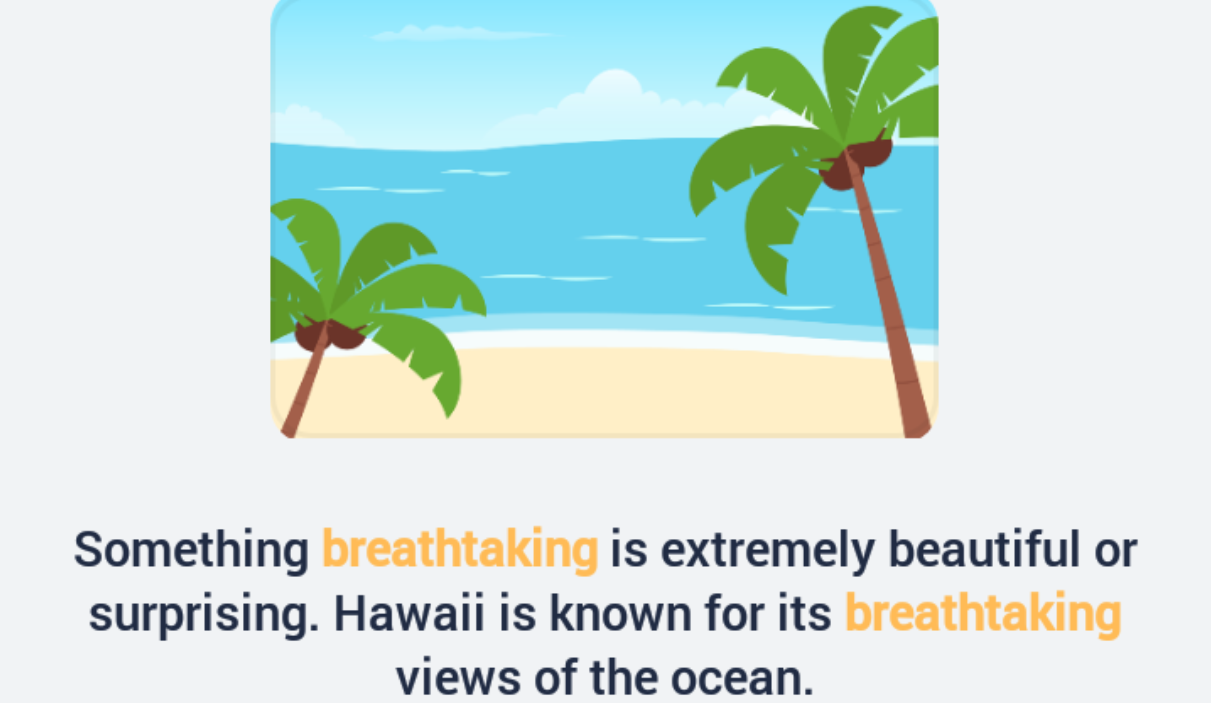 Something breathtaking is extremely beautiful or
surprising. Hawaii is known for its breathtaking
views of the ocean.